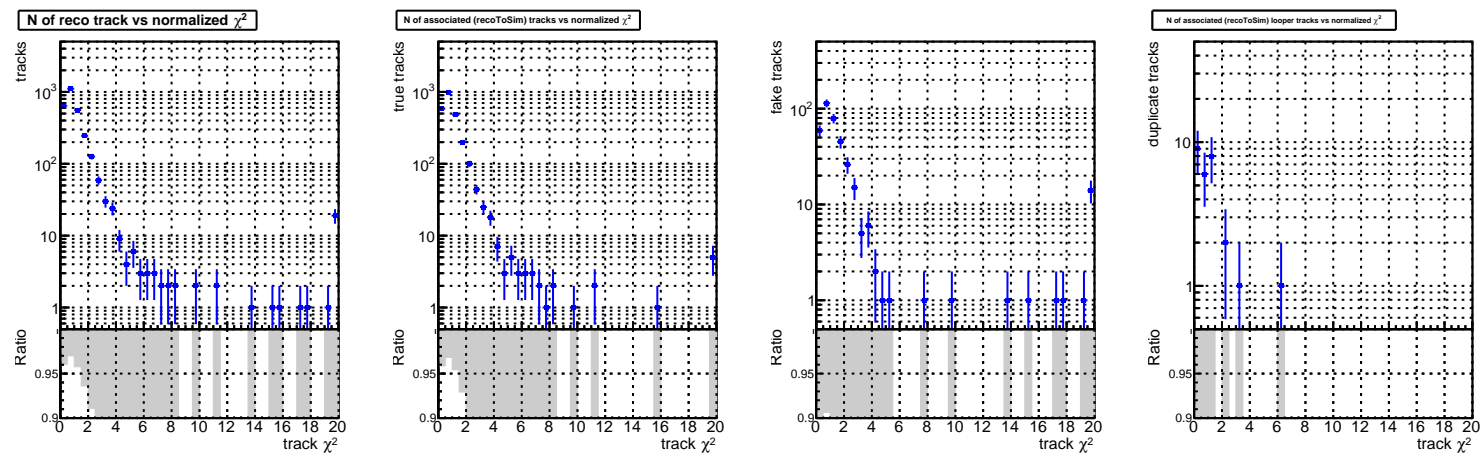 N of reco track vs normalized χ²
tracks
10³
10²
10
1
Ratio
0.95
0.9
0 2 4 6 8 10 12 14 16 18 20
track χ²
N of associated (recoToSim) tracks vs normalized χ²
true tracks
10³
10²
10
1
Ratio
0.95
0.9
0 2 4 6 8 10 12 14 16 18 20
track χ²
fake tracks
10²
10
1
Ratio
0.95
0.9
0 2 4 6 8 10 12 14 16 18 20
track χ²
N of associated (recoToSim) looper tracks vs normalized χ²
duplicate tracks
10
1
Ratio
0.95
0.9
0 2 4 6 8 10 12 14 16 18 20
track χ²